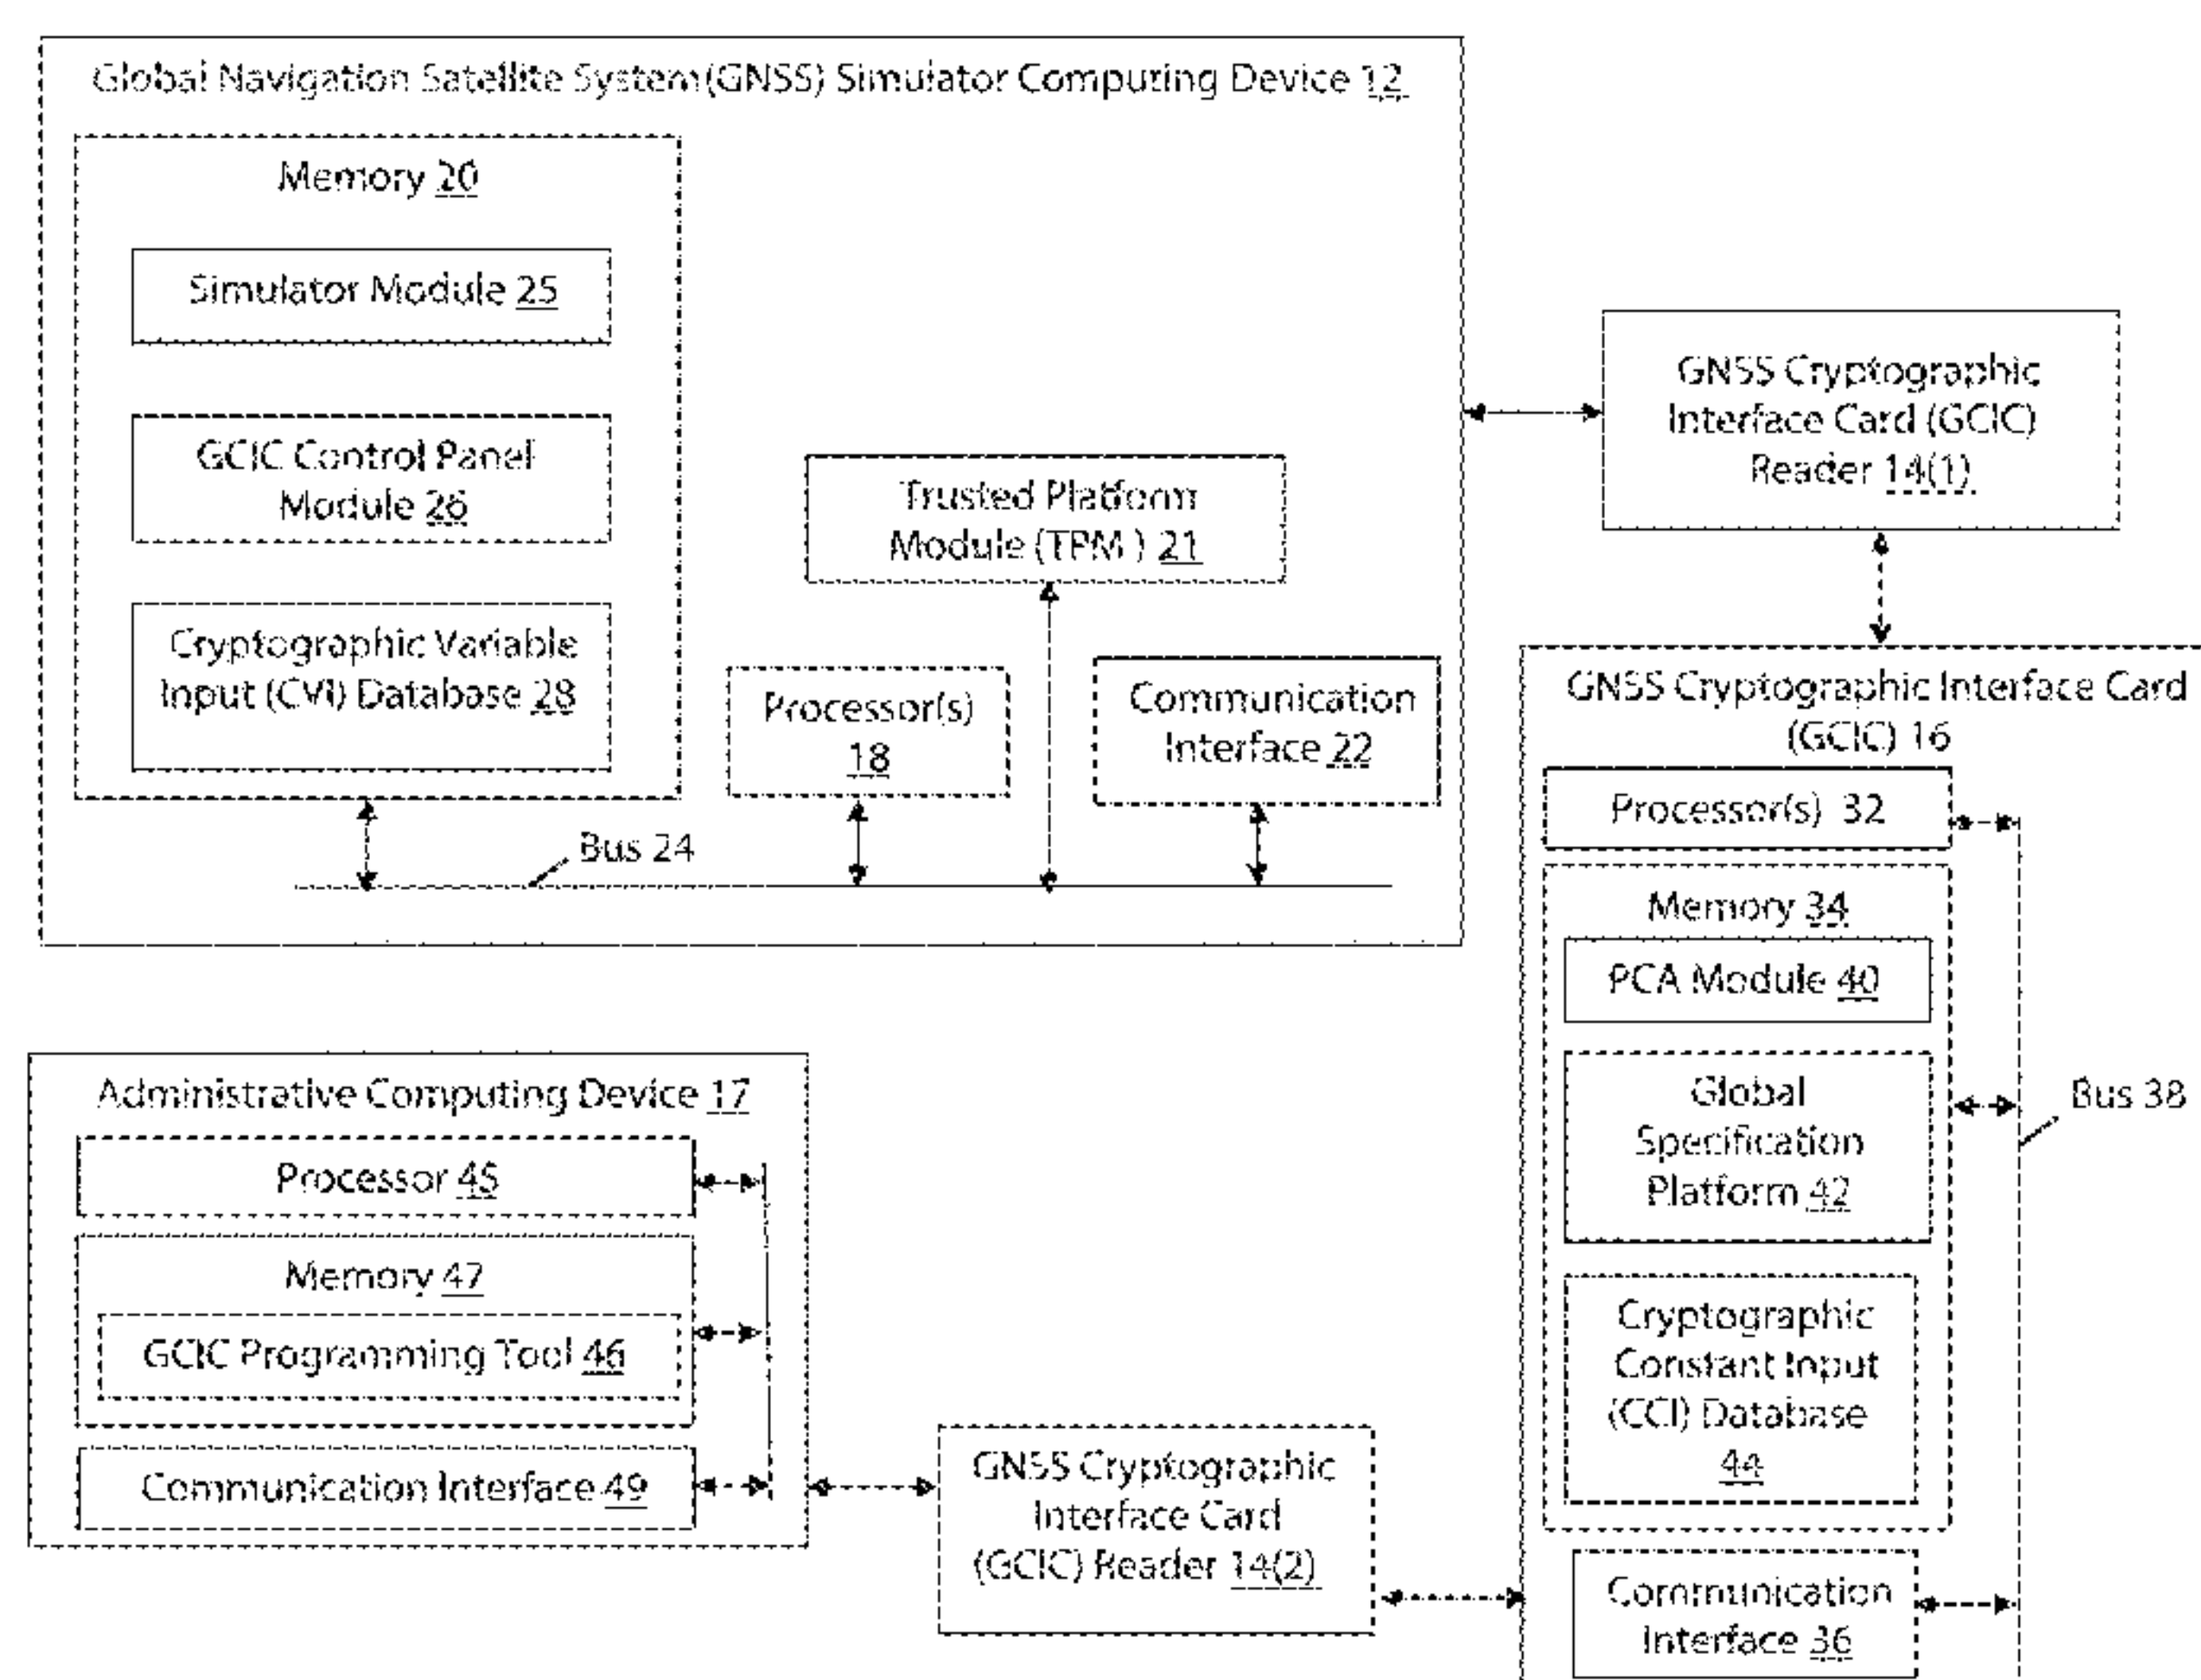 Global Navigation Satellite System (GNSS) Simulator Computing Device 12
Memory 20
Simulator Module 25
GCIC Control Panel
Module 26
Cryptographic Variable
Input (CVI) Database 28
Trusted Platform
Module (TPM ) 21
Processor(s)
18
Communication
Interface 22
Bus 24
GNSS Cryptographic
Interface Card (GCIC)
Reader 14(1)
GNSS Cryptographic Interface Card
(GCIC) 16
Processor(s) 32
Memory 34
PCA Module 40
Global
Specification
Platform 42
Cryptographic
Constant Input
(CCI) Database
44
Communication
Interface 36
Bus 38
Administrative Computing Device 17
Processor 45
Memory 47
GCIC Programming Tool 46
Communication Interface 49
GNSS Cryptographic
Interface Card
(GCIC) Reader 14(2)